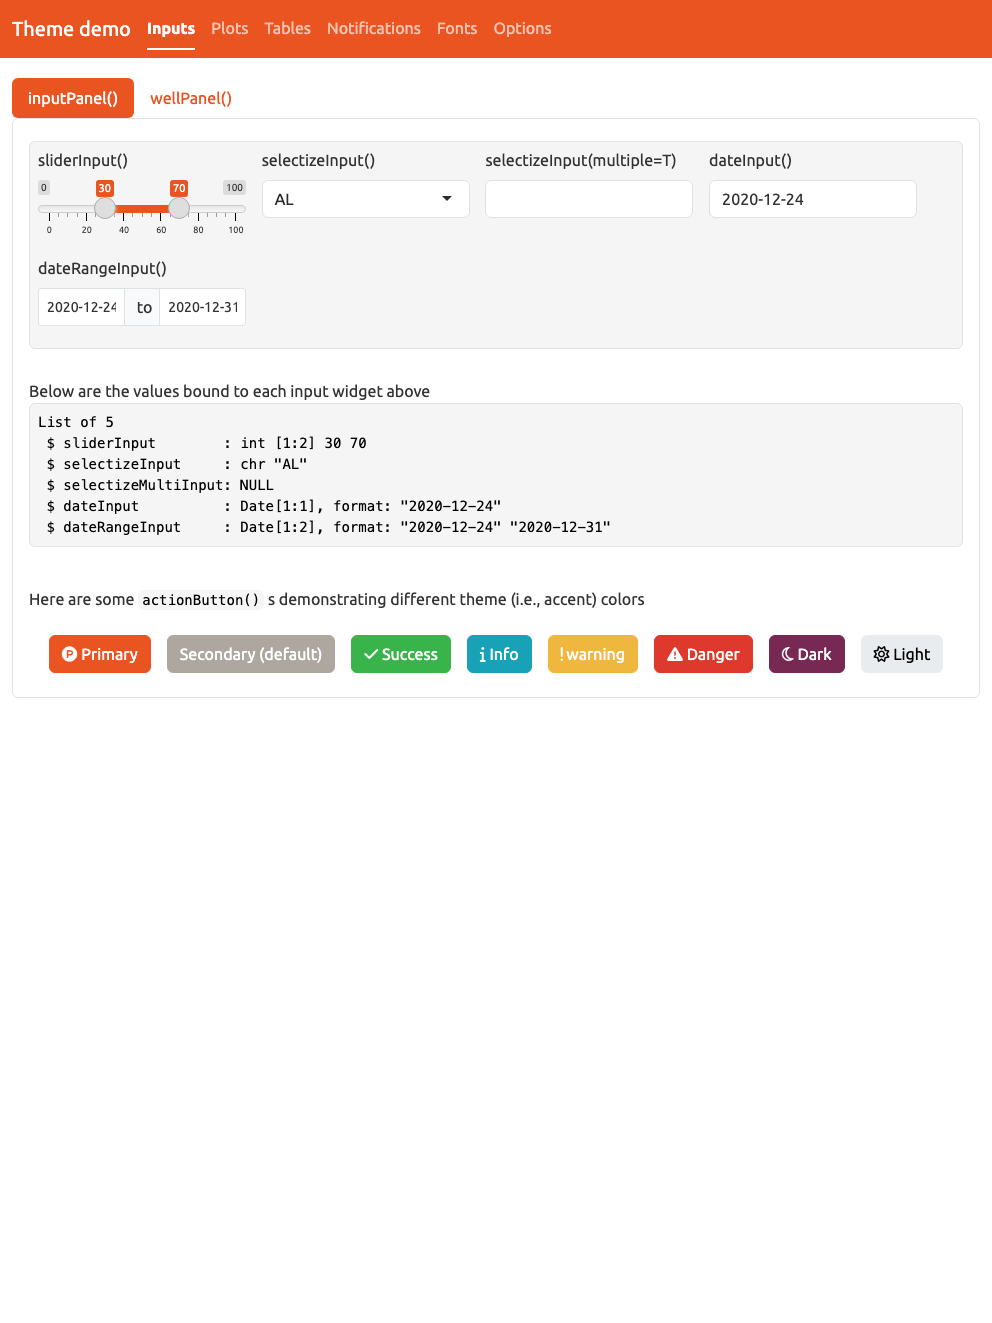 Theme demo Inputs Plots Tables Notifications Fonts Options
inputPanel() wellPanel()
sliderInput() selectizeInput() selectizeInput(multiple=T) dateInput()
0 30 70 100
AL 2020-12-24
0 20 40 60 80 100
dateRangeInput()
2020-12-24 to 2020-12-31
Below are the values bound to each input widget above
List of 5
 $ sliderInput        : int [1:2] 30 70
 $ selectizeInput     : chr "AL"
 $ selectizeMultiInput: NULL
 $ dateInput          : Date[1:1], format: "2020-12-24"
 $ dateRangeInput     : Date[1:2], format: "2020-12-24" "2020-12-31"
Here are some actionButton() s demonstrating different theme (i.e., accent) colors
Primary Secondary (default) Success Info warning Danger Dark Light